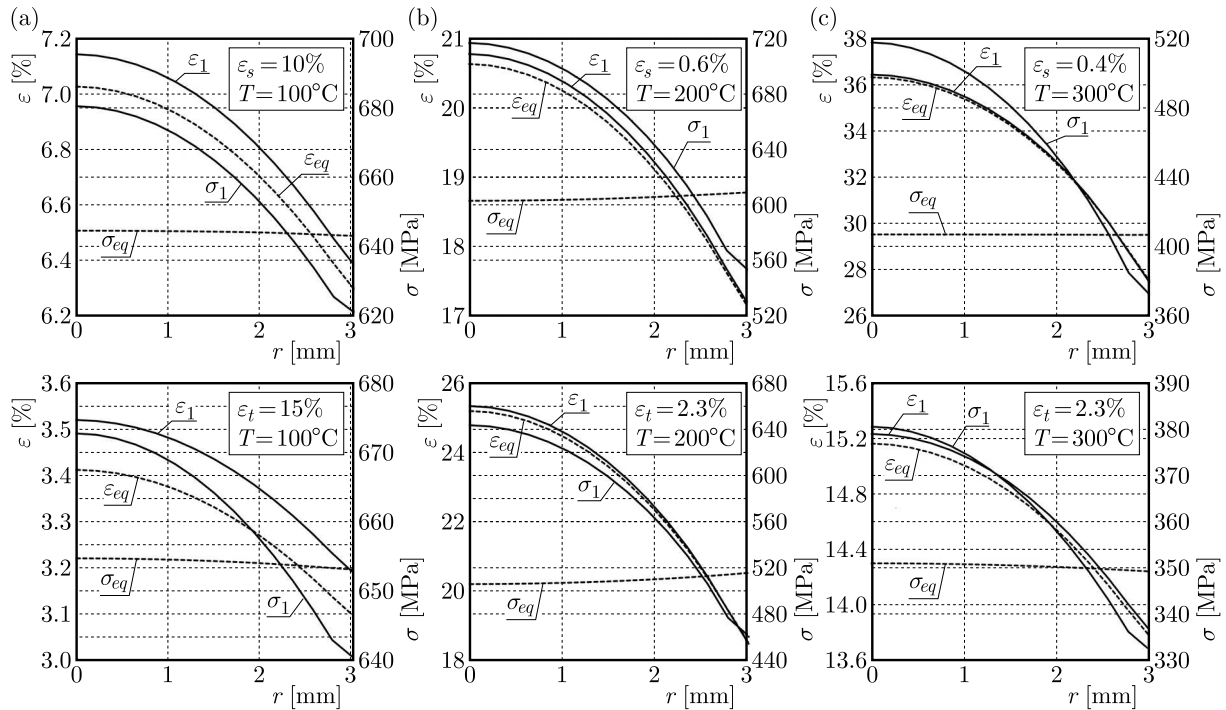 (a)
ε [%]
7.2
7.0
6.8
6.6
6.4
6.2
700
680
660
640
620
σ [MPa]
ε_s = 10%
T = 100°C
ε_1
ε_eq
σ_1
σ_eq
0 1 2 3
r [mm]
(b)
ε [%]
21
20
19
18
17
720
680
640
600
560
520
σ [MPa]
ε_s = 0.6%
T = 200°C
ε_1
ε_eq
σ_1
σ_eq
0 1 2 3
r [mm]
(c)
ε [%]
38
36
34
32
30
28
26
520
480
440
400
360
σ [MPa]
ε_s = 0.4%
T = 300°C
ε_1
ε_eq
σ_1
σ_eq
0 1 2 3
r [mm]
ε [%]
3.6
3.5
3.4
3.3
3.2
3.1
3.0
680
670
660
650
640
σ [MPa]
ε_t = 15%
T = 100°C
ε_1
ε_eq
σ_eq
σ_1
0 1 2 3
r [mm]
ε [%]
26
24
22
20
18
680
640
600
560
520
480
440
σ [MPa]
ε_t = 2.3%
T = 200°C
ε_1
ε_eq
σ_1
σ_eq
0 1 2 3
r [mm]
ε [%]
15.6
15.2
14.8
14.4
14.0
13.6
390
380
370
360
350
340
330
σ [MPa]
ε_t = 2.3%
T = 300°C
ε_1
σ_1
ε_eq
σ_eq
0 1 2 3
r [mm]